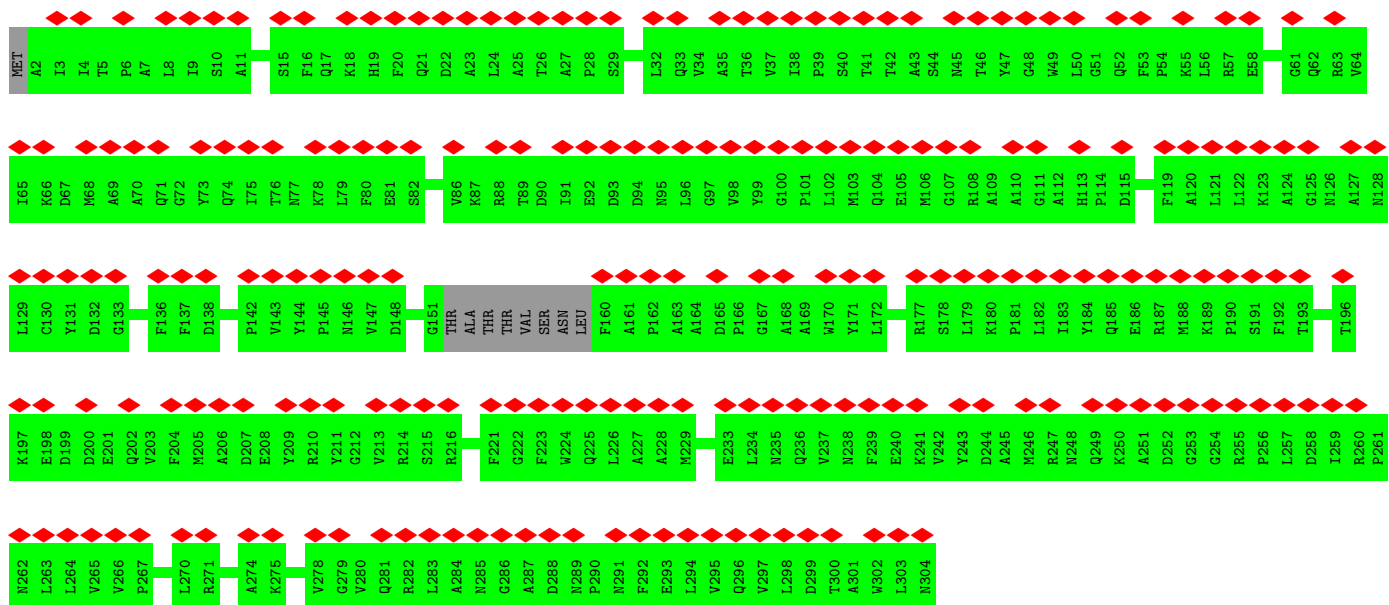 MET A2 I3 I4 T5 P6 A7 L8 I9 S10 A11 S15 F16 Q17 K18 H19 F20 Q21 D22 A23 L24 A25 T26 A27 P28 S29 L32 Q33 V34 A35 T36 V37 I38 P39 S40 T41 T42 A43 S44 N45 T46 Y47 G48 W49 L50 G51 Q52 F53 P54 K55 L56 R57 E58 G61 Q62 R63 V64
I65 K66 D67 M68 A69 A70 Q71 G72 Y73 Q74 I75 T76 N77 K78 L79 F80 E81 S82 V86 K87 R88 T89 D90 I91 E92 D93 D94 N95 L96 G97 V98 Y99 G100 P101 L102 M103 Q104 E105 M106 G107 R108 A109 A110 G111 A112 H113 P114 D115 F119 A120 L121 L122 K123 A124 G125 N126 A127 N128
L129 C130 Y131 D132 G133 F136 F137 D138 P142 V143 Y144 P145 N146 V147 D148 G151 THR ALA THR THR VAL SER ASN LEU F160 A161 P162 A163 A164 D165 P166 G167 A168 A169 W170 Y171 L172 R177 S178 L179 K180 P181 L182 I183 Y184 Q185 E186 R187 M188 K189 P190 S191 F192 T193 T196
K197 E198 D199 D200 E201 Q202 V203 F204 M205 A206 D207 E208 Y209 R210 Y211 G212 V213 R214 S215 R216 F221 G222 F223 W224 Q225 L226 A227 A228 M229 E233 L234 N235 Q236 V237 N238 F239 E240 K241 V242 Y243 D244 A245 M246 R247 N248 Q249 K250 A251 D252 G253 G254 R255 P256 L257 D258 I259 R260 P261
N262 L263 L264 V265 V266 P267 L270 R271 A274 K275 V278 G279 V280 Q281 R282 L283 A284 N285 G286 A287 D288 N289 P290 N291 F292 E293 L294 V295 Q296 V297 L298 D299 T300 A301 W302 L303 N304